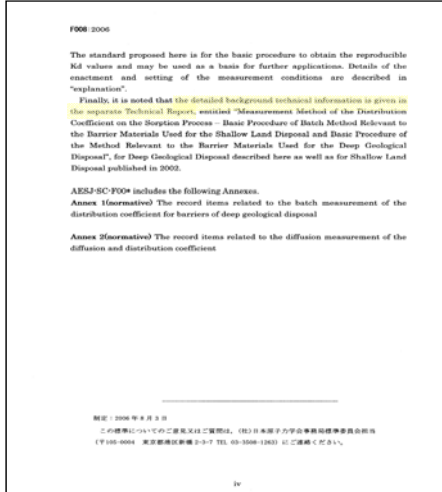 F008:2006
The standard proposed here is for the basic procedure to obtain the reproducible
Kd values and may be used as a basis for further applications. Details of the
enactment and setting of the measurement conditions are described in
"explanation".
Finally, it is noted that the detailed background technical information is given in
the separate Technical Report, entitled "Measurement Method of the Distribution
Coefficient on the Sorption Process – Basic Procedure of Batch Method Relevant to
the Barrier Materials Used for the Shallow Land Disposal and Basic Procedure of
the Method Relevant to the Barrier Materials Used for the Deep Geological
Disposal", for Deep Geological Disposal described here as well as for Shallow Land
Disposal published in 2002.
AESJ-SC-F00* includes the following Annexes.
Annex 1(normative) The record items related to the batch measurement of the
distribution coefficient for barriers of deep geological disposal
Annex 2(normative) The record items related to the diffusion measurement of the
diffusion and distribution coefficient
制定：2006 年 8 月 3 日
この標準についてのご意見又はご質問は，(社)日本原子力学会事務局標準委員会担当
(〒105-0004 東京都港区新橋 2-3-7 TEL 03-3508-1263) にご連絡ください。
iv